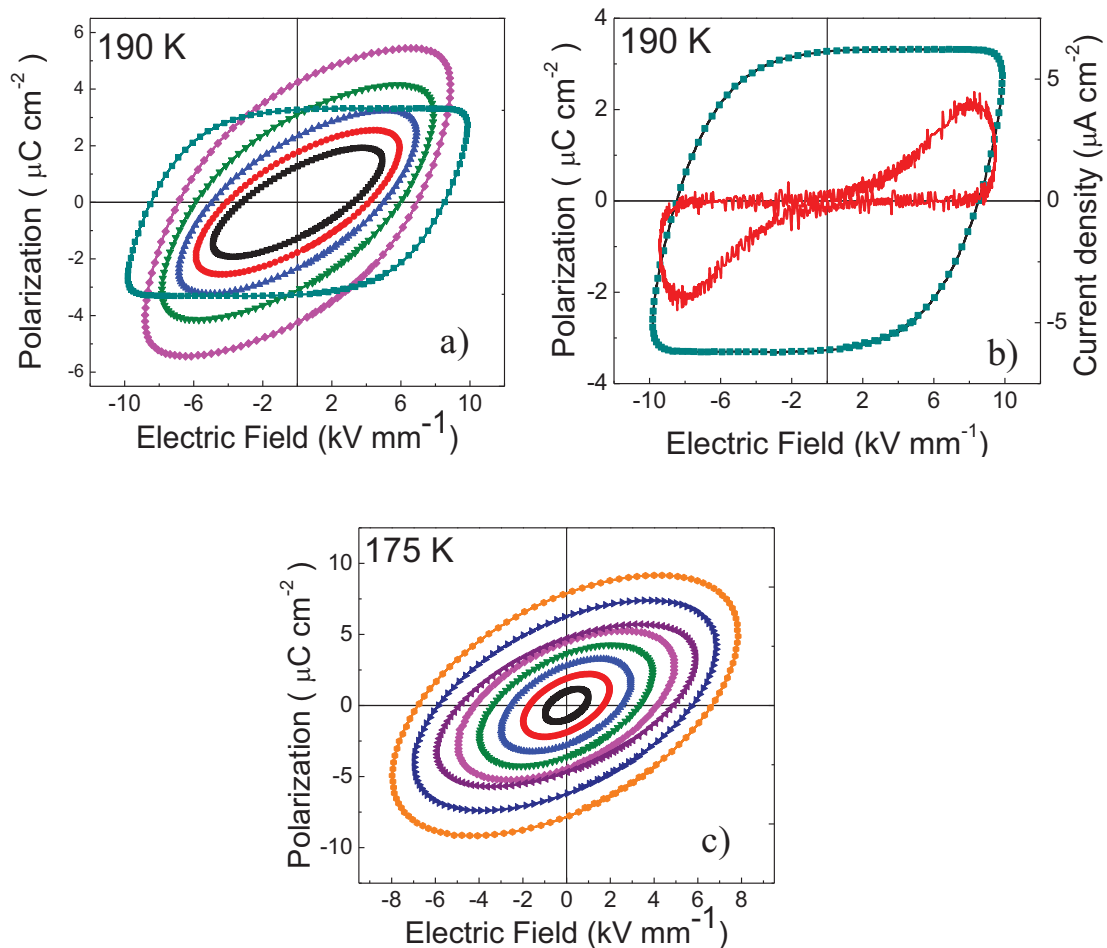 190 K
6
4
2
0
-2
-4
-6
-10 -6 -2 2 6 10
Polarization ( μC cm⁻²)
Electric Field (kV mm⁻¹)
a)
190 K
4
2
0
-2
-4
5
0
-5
-10 -6 -2 2 6 10
Polarization ( μC cm⁻²)
Current density (μA cm⁻²)
Electric Field (kV mm⁻¹)
b)
175 K
10
5
0
-5
-10
-8 -6 -4 -2 0 2 4 6 8
Polarization ( μC cm⁻²)
Electric Field (kV mm⁻¹)
c)